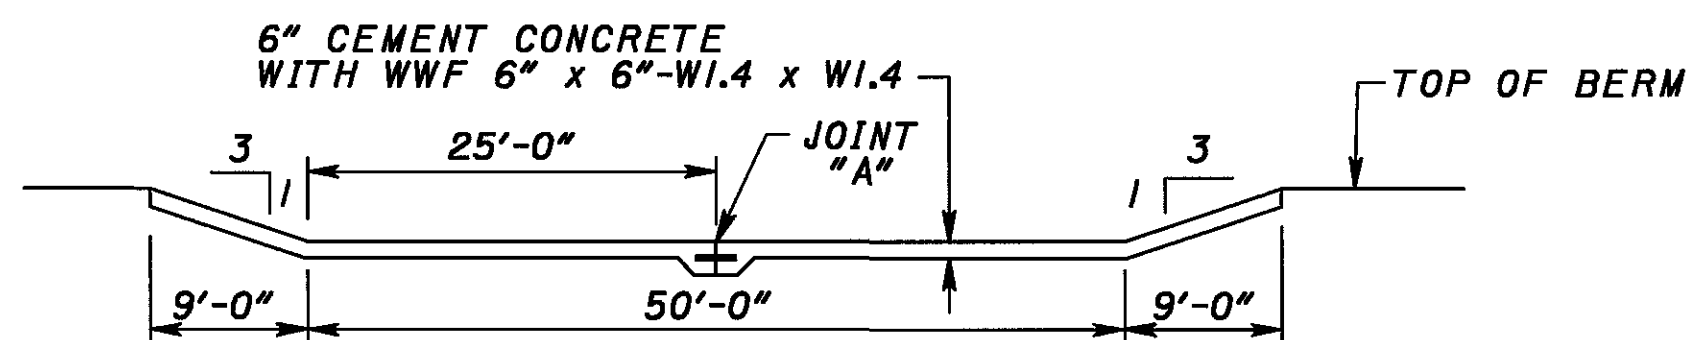 6" CEMENT CONCRETE
WITH WWF 6" x 6"-W1.4 x W1.4
TOP OF BERM
3
1
25'-0"
JOINT
"A"
3
1
9'-0"
50'-0"
9'-0"